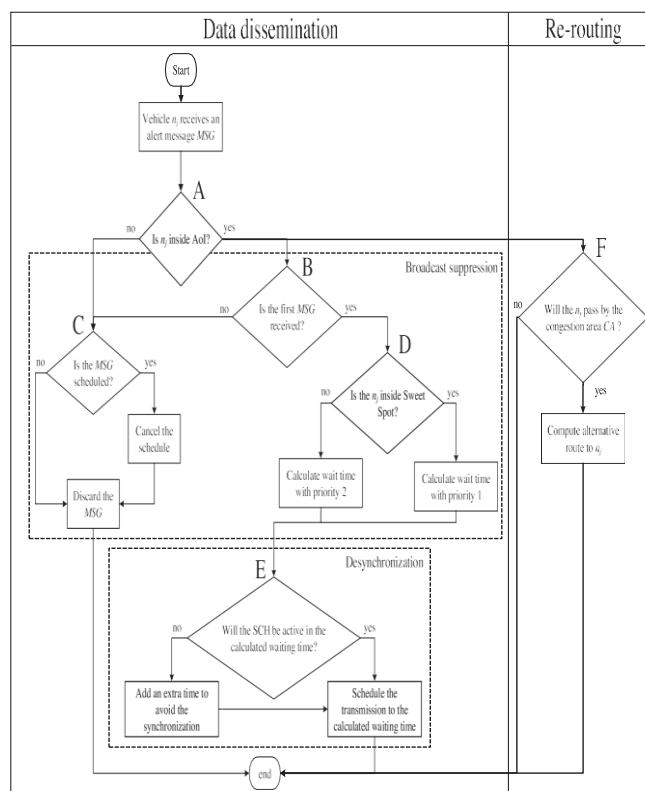 Data dissemination
Re-routing
Start
Vehicle nj receives an
alert message MSG
A
no
Is nj inside AoI?
yes
F
B
Broadcast suppression
no
Is the first MSG
received?
yes
no
Will the nj pass by the
congestion area CA ?
yes
C
D
no
Is the MSG
scheduled?
yes
no
Is the nj inside Sweet
Spot?
yes
Cancel the
schedule
Compute alternative
route to aj
Calculate wait time
with priority 2
Calculate wait time
with priority 1
Discard the
MSG
E
Desynchronization
no
Will the SCH be active in the
calculated waiting time?
yes
Add an extra time to
avoid the
synchronization
Schedule the
transmission to the
calculated waiting time
end